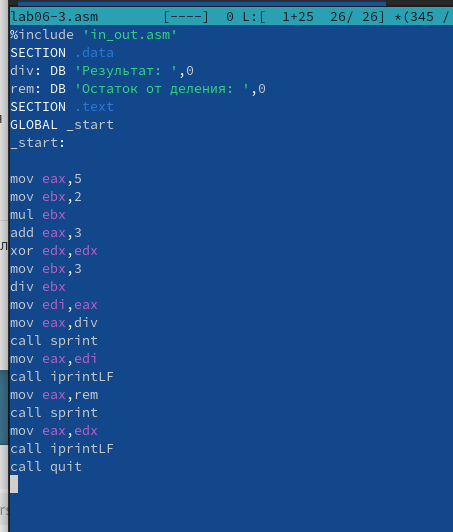 lab06-3.asm [----] 0 L:[ 1+25 26/ 26] *(345 /
%include 'in_out.asm'
SECTION .data
div: DB 'Результат: ',0
rem: DB 'Остаток от деления: ',0
SECTION .text
GLOBAL _start
_start:
mov eax,5
mov ebx,2
mul ebx
add eax,3
xor edx,edx
mov ebx,3
div ebx
mov edi,eax
mov eax,div
call sprint
mov eax,edi
call iprintLF
mov eax,rem
call sprint
mov eax,edx
call iprintLF
call quit